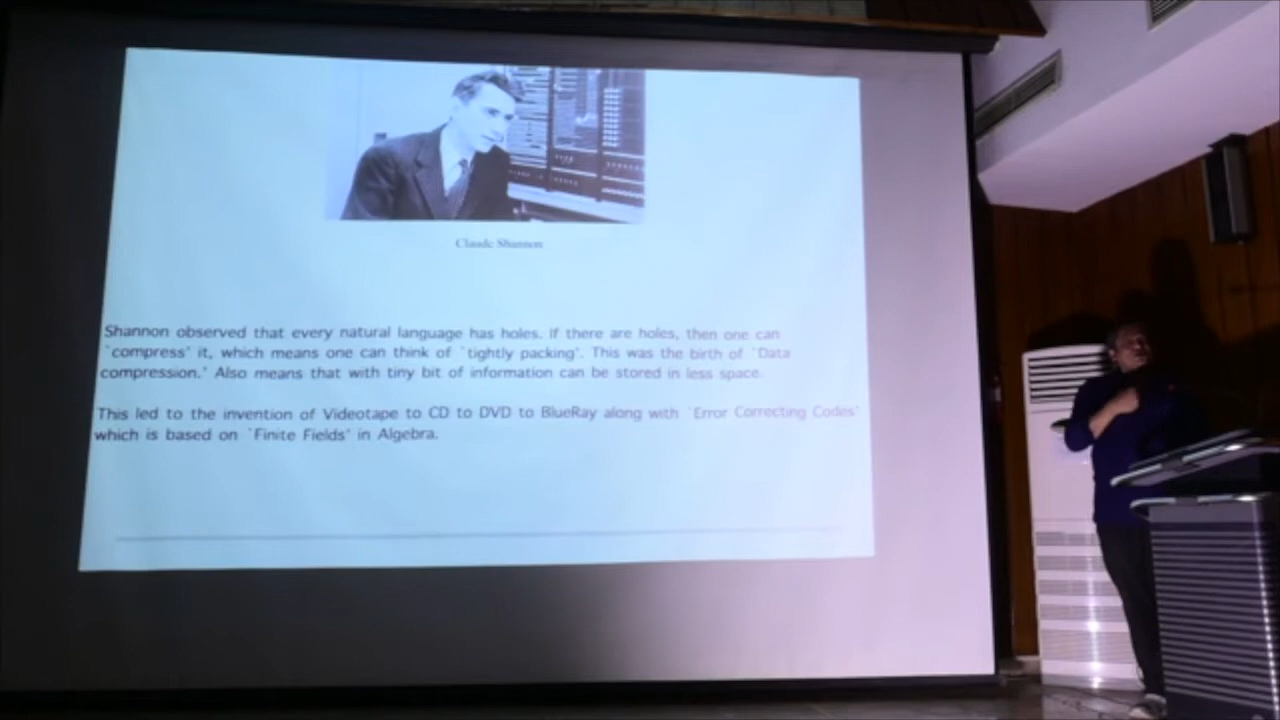 Claude Shannon
Shannon observed that every natural language has holes. If there are holes, then one can
`compress' it, which means one can think of `tightly packing'. This was the birth of `Data
compression.' Also means that with tiny bit of information can be stored in less space.
This led to the invention of Videotape to CD to DVD to BlueRay along with `Error Correcting Codes'
which is based on `Finite Fields' in Algebra.